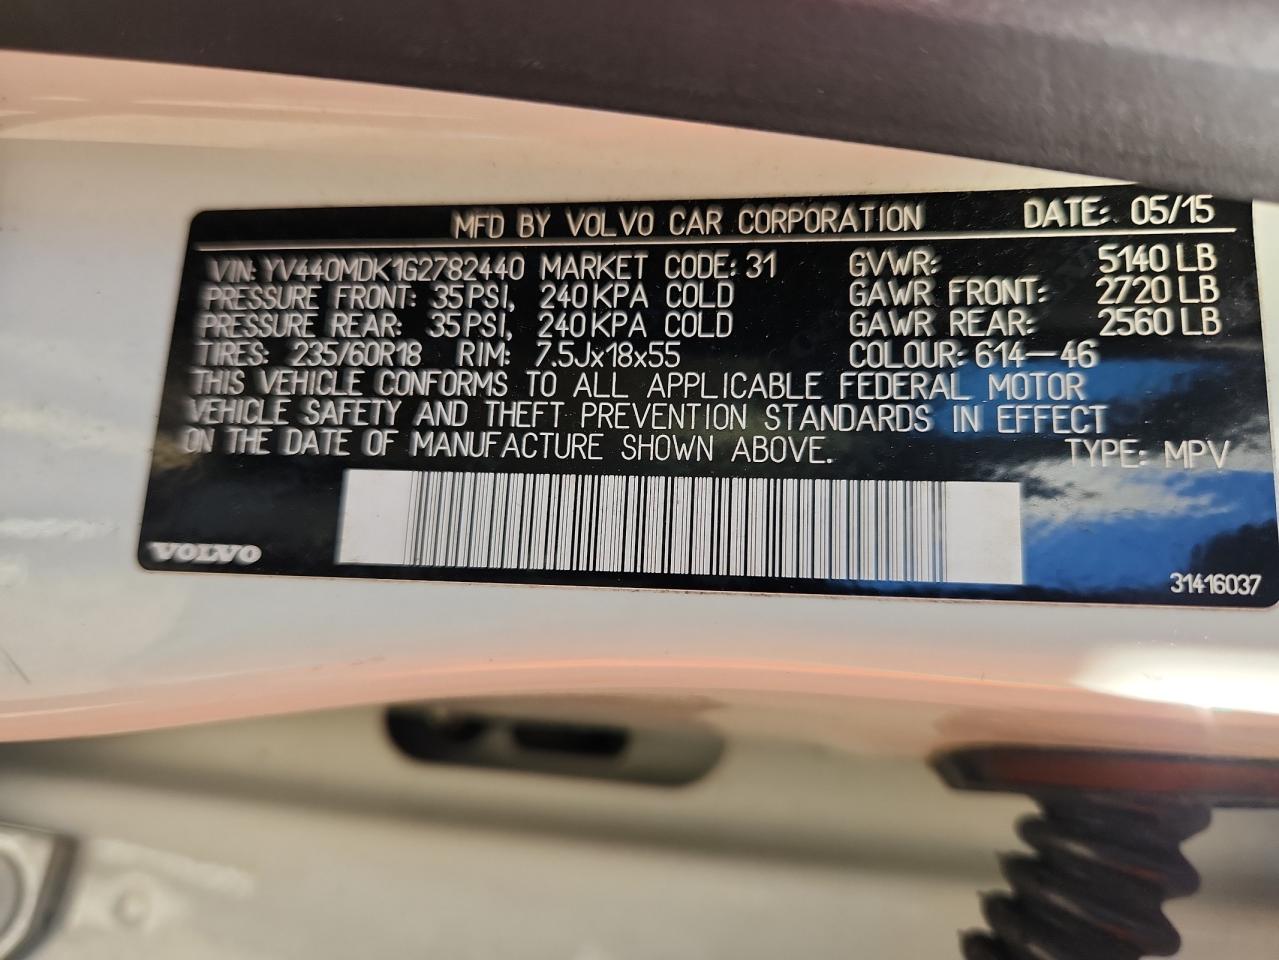 MFD BY VOLVO CAR CORPORATION DATE: 05/15
VIN: YV440MDK1G2782440 MARKET CODE: 31 GVWR: 5140 LB
PRESSURE FRONT: 35 PSI, 240 KPA COLD GAWR FRONT: 2720 LB
PRESSURE REAR: 35 PSI, 240 KPA COLD GAWR REAR: 2560 LB
TIRES: 235/60R18 RIM: 7.5Jx18x55 COLOUR: 614-46
THIS VEHICLE CONFORMS TO ALL APPLICABLE FEDERAL MOTOR
VEHICLE SAFETY AND THEFT PREVENTION STANDARDS IN EFFECT
ON THE DATE OF MANUFACTURE SHOWN ABOVE. TYPE: MPV
VOLVO
31416037